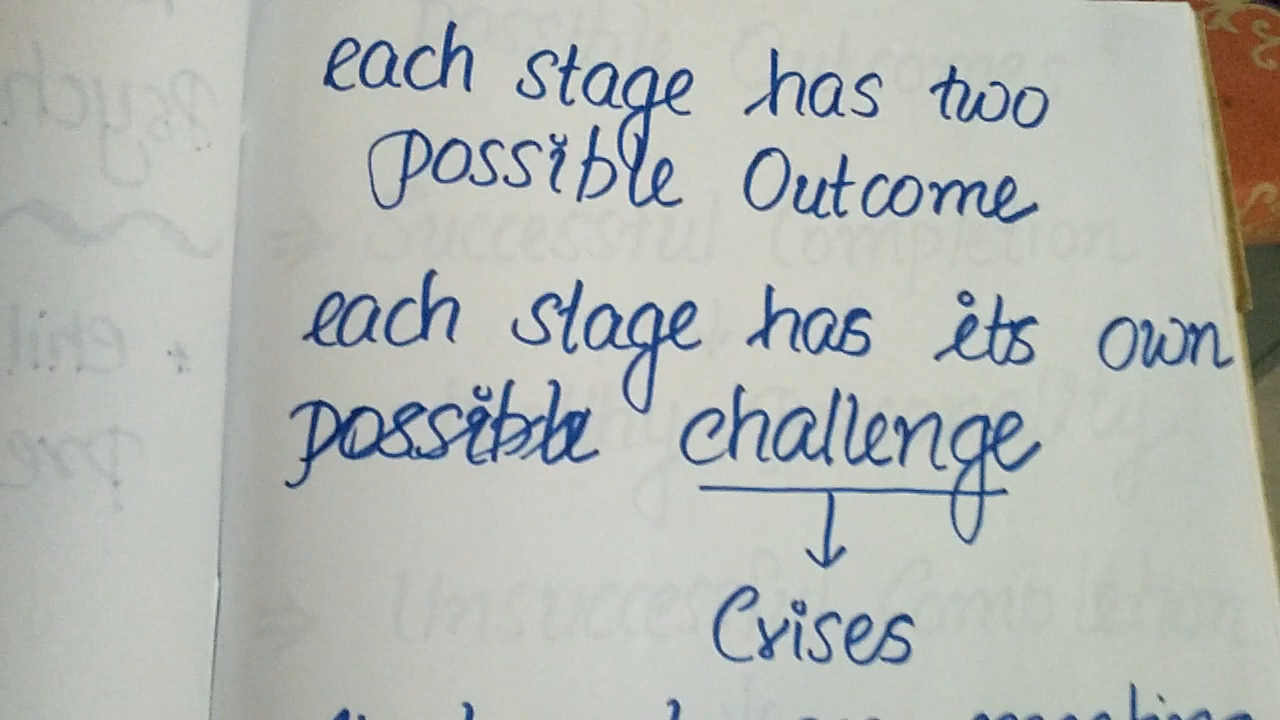 each stage has two
possible Outcome
each stage has its own
possible challenge
Crises